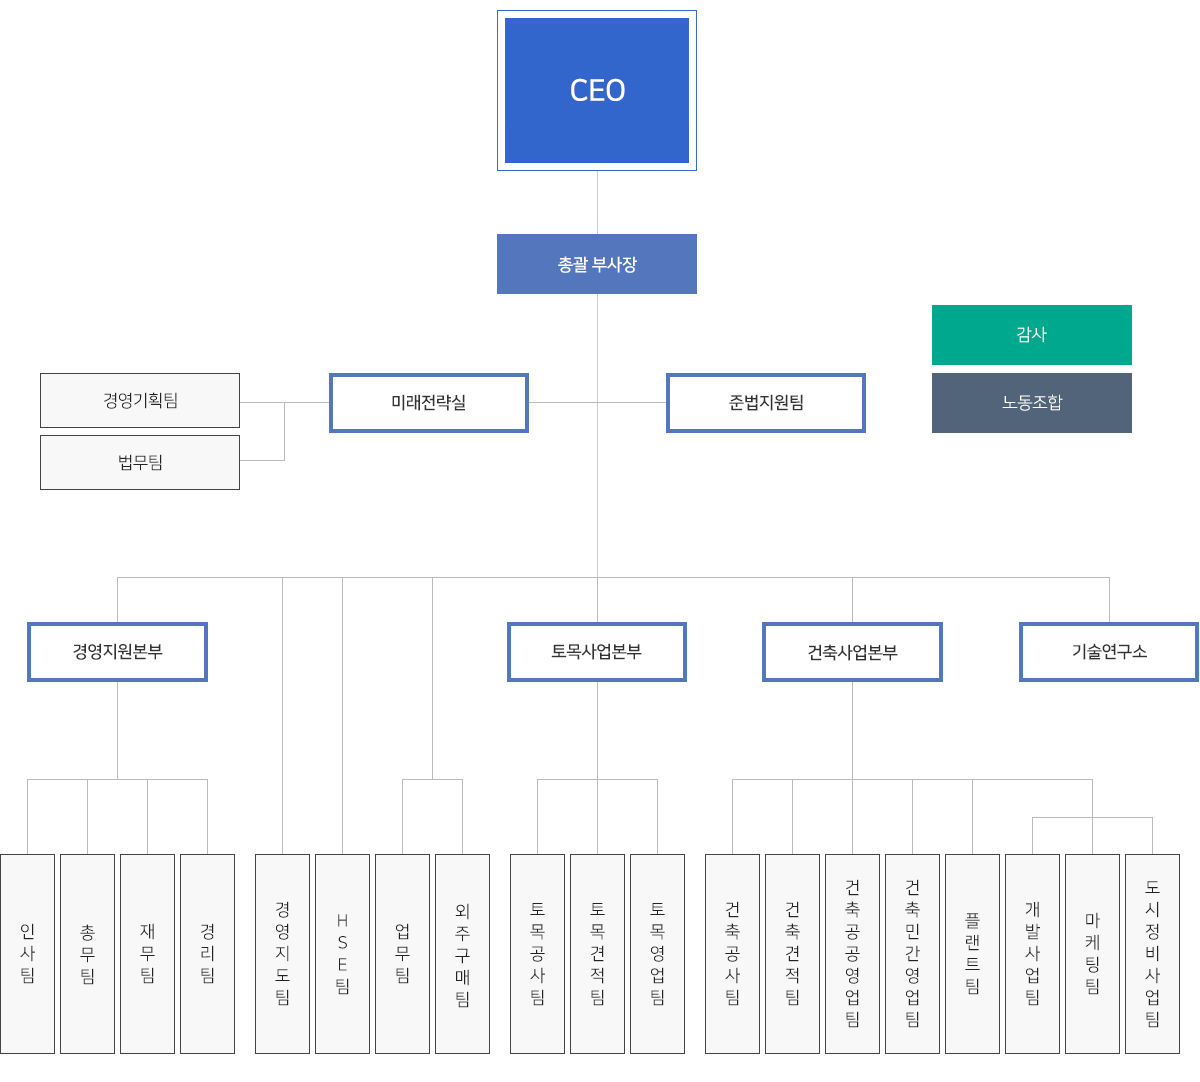 CEO
총괄 부사장
감사
경영기획팀
미래전략실
준법지원팀
노동조합
법무팀
경영지원본부
토목사업본부
건축사업본부
기술연구소
인사팀
총무팀
재무팀
경리팀
경영지도팀
HSE팀
업무팀
외주구매팀
토목공사팀
토목견적팀
토목영업팀
건축공사팀
건축견적팀
건축공공영업팀
건축민간영업팀
플랜트팀
개발사업팀
마케팅팀
도시정비사업팀